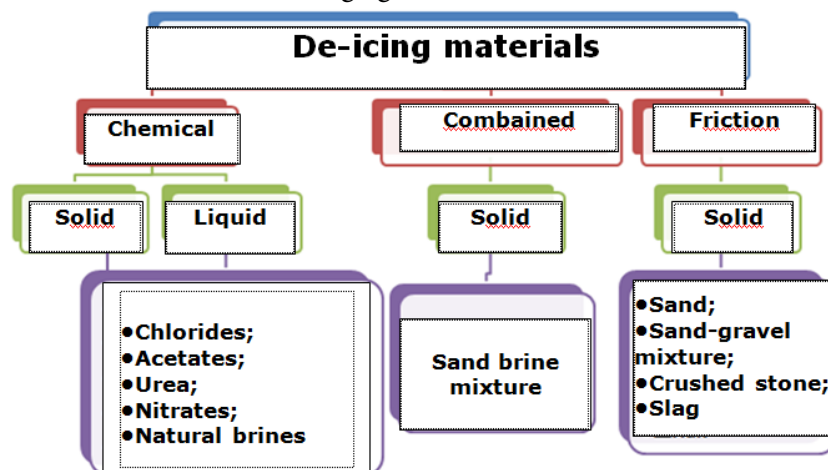 De-icing materials
Chemical
Combained
Friction
Solid
Liquid
Solid
Solid
●Chlorides;
●Acetates;
●Urea;
●Nitrates;
●Natural brines
Sand brine
mixture
●Sand;
●Sand-gravel
mixture;
●Crushed stone;
●Slag